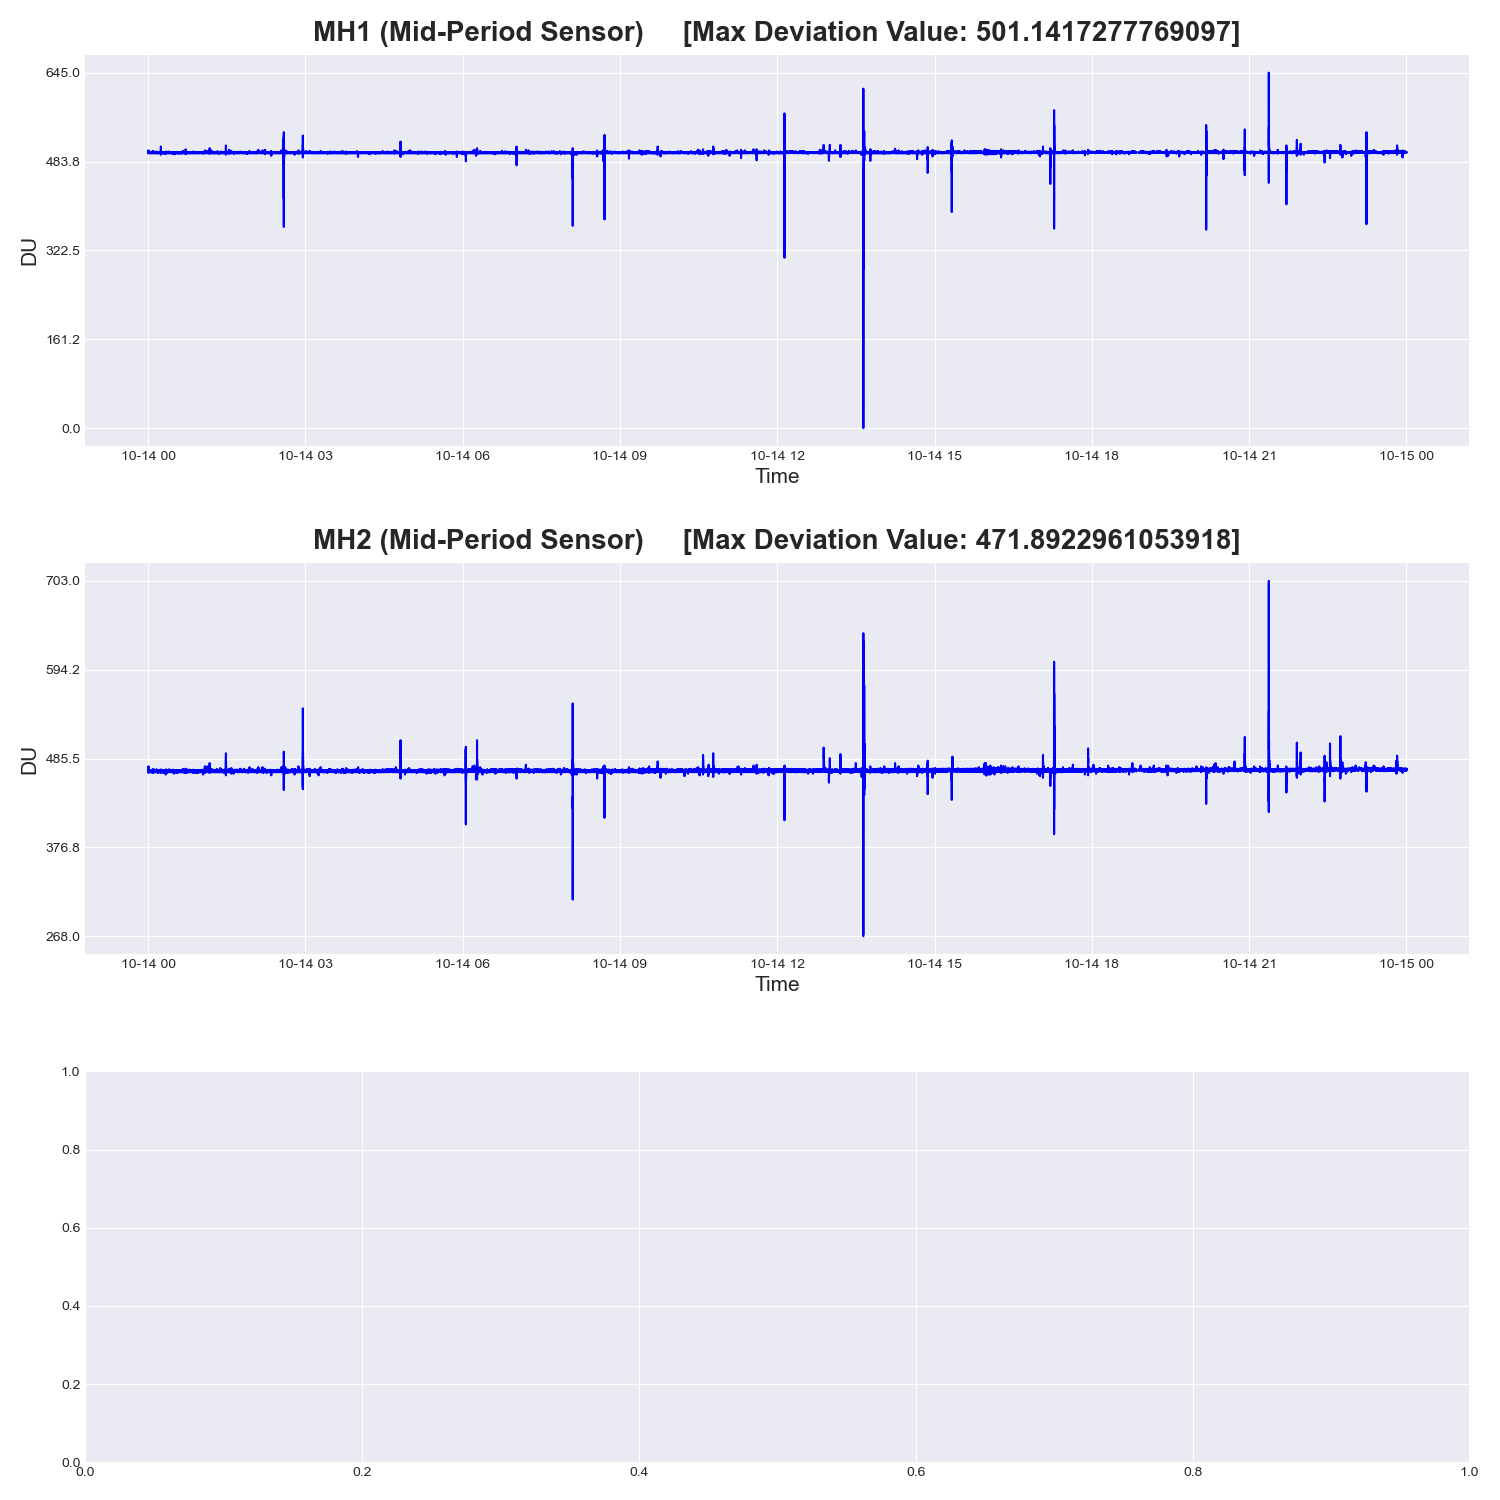 MH1 (Mid-Period Sensor) [Max Deviation Value: 501.1417277769097]
645.0
483.8
322.5
161.2
0.0
DU
10-14 00 10-14 03 10-14 06 10-14 09 10-14 12 10-14 15 10-14 18 10-14 21 10-15 00
Time
MH2 (Mid-Period Sensor) [Max Deviation Value: 471.8922961053918]
703.0
594.2
485.5
376.8
268.0
DU
10-14 00 10-14 03 10-14 06 10-14 09 10-14 12 10-14 15 10-14 18 10-14 21 10-15 00
Time
1.0
0.8
0.6
0.4
0.2
0.0
0.0 0.2 0.4 0.6 0.8 1.0